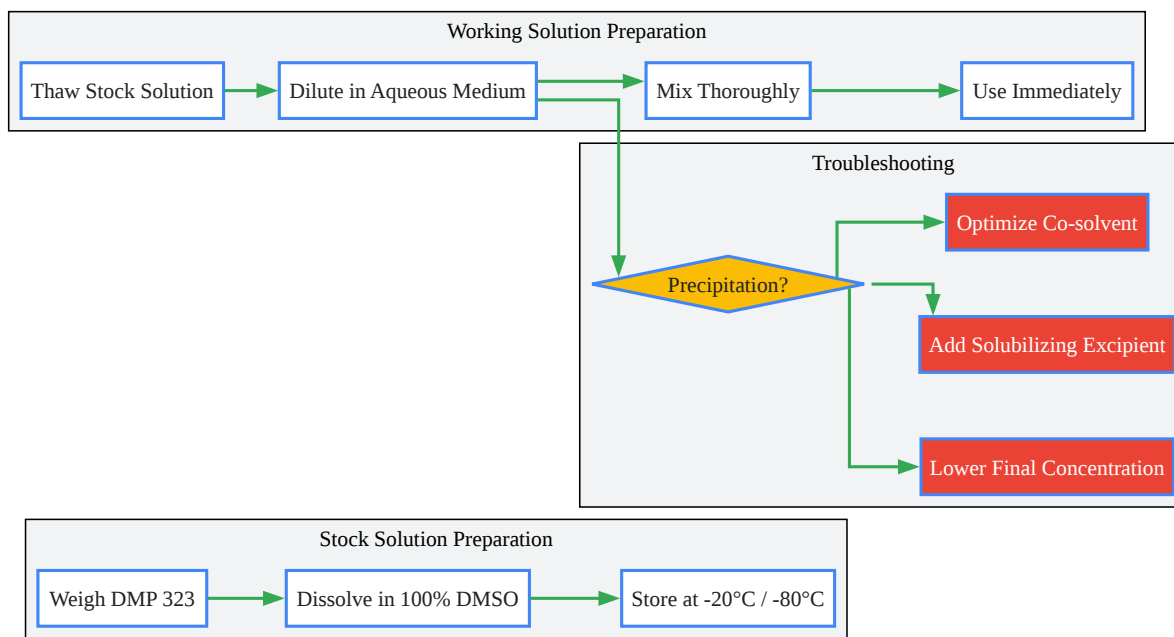 Working Solution Preparation
Thaw Stock Solution
Dilute in Aqueous Medium
Mix Thoroughly
Use Immediately
Troubleshooting
Optimize Co-solvent
Precipitation?
Add Solubilizing Excipient
Lower Final Concentration
Stock Solution Preparation
Weigh DMP 323
Dissolve in 100% DMSO
Store at -20°C / -80°C